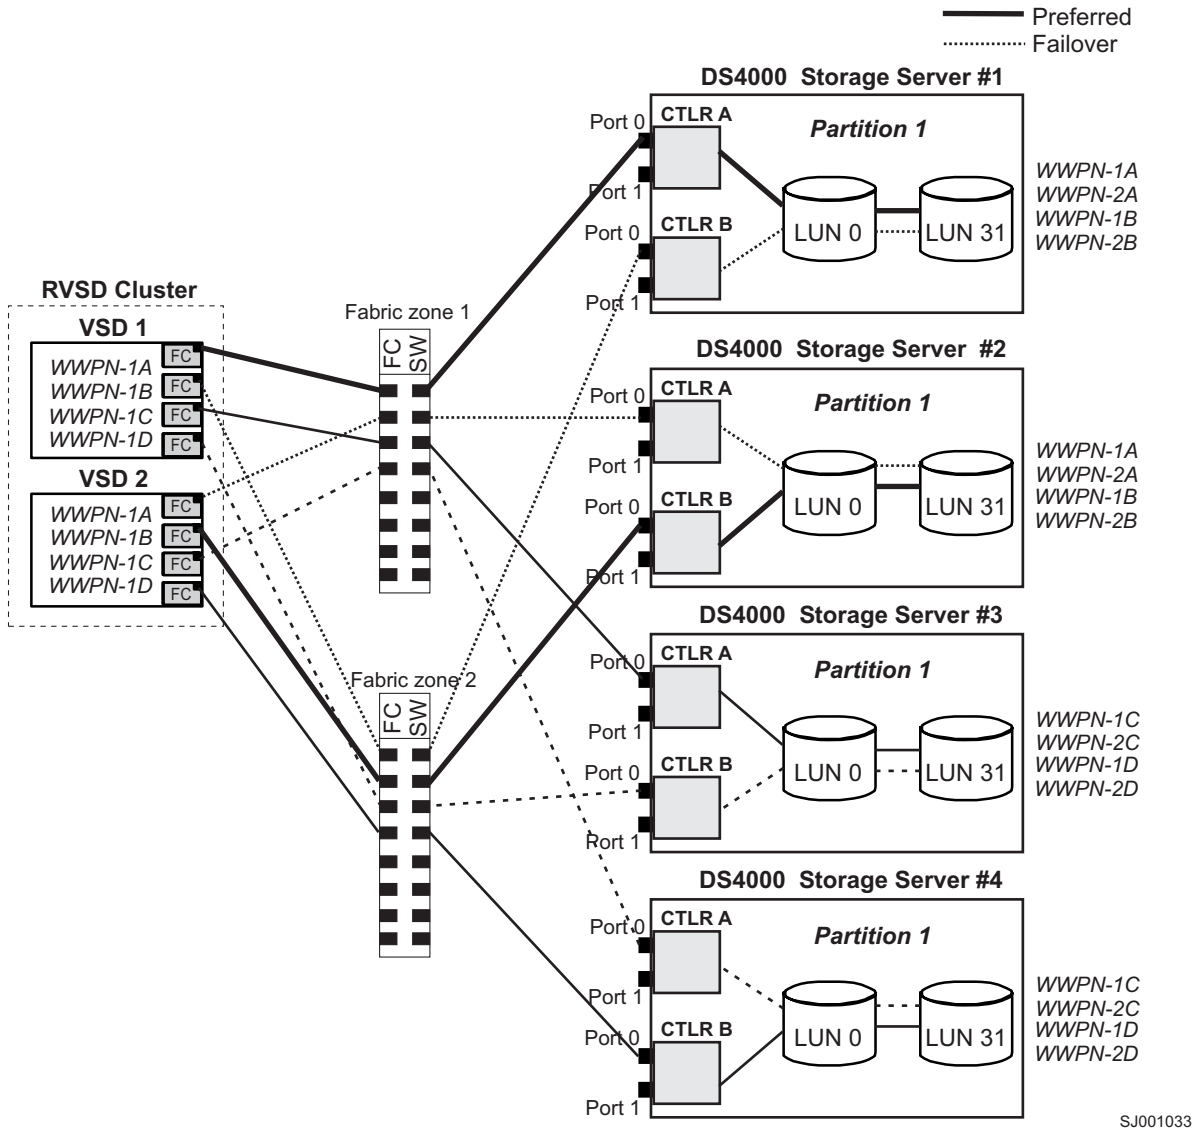 Preferred
Failover
DS4000 Storage Server #1
Port 0
CTLR A
Partition 1
Port 1
Port 0
CTLR B
Port 1
LUN 0
LUN 31
WWPN-1A
WWPN-2A
WWPN-1B
WWPN-2B
RVSD Cluster
VSD 1
WWPN-1A
FC
WWPN-1B
FC
WWPN-1C
FC
WWPN-1D
FC
VSD 2
WWPN-1A
FC
WWPN-1B
FC
WWPN-1C
FC
WWPN-1D
FC
Fabric zone 1
FC
SW
Fabric zone 2
FC
SW
DS4000 Storage Server #2
Port 0
CTLR A
Partition 1
Port 1
Port 0
CTLR B
Port 1
LUN 0
LUN 31
WWPN-1A
WWPN-2A
WWPN-1B
WWPN-2B
DS4000 Storage Server #3
Port 0
CTLR A
Partition 1
Port 1
Port 0
CTLR B
Port 1
LUN 0
LUN 31
WWPN-1C
WWPN-2C
WWPN-1D
WWPN-2D
DS4000 Storage Server #4
Port 0
CTLR A
Partition 1
Port 1
Port 0
CTLR B
Port 1
LUN 0
LUN 31
WWPN-1C
WWPN-2C
WWPN-1D
WWPN-2D
SJ001033